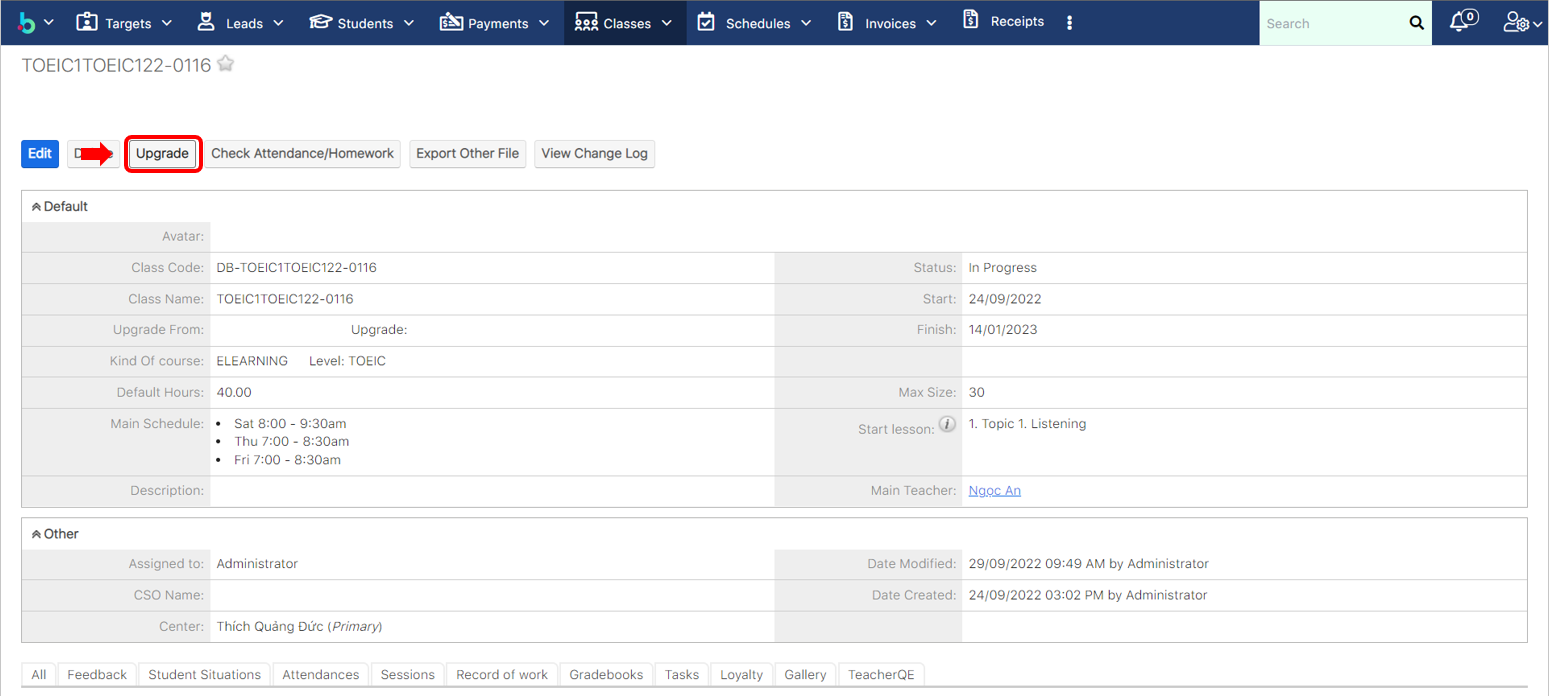 Targets Leads Students Payments Classes Schedules Invoices Receipts Search 0
TOEIC1TOEIC122-0116
Edit Upgrade Check Attendance/Homework Export Other File View Change Log
Default
Avatar:
Class Code: DB-TOEIC1TOEIC122-0116 Status: In Progress
Class Name: TOEIC1TOEIC122-0116 Start: 24/09/2022
Upgrade From: Upgrade: Finish: 14/01/2023
Kind Of course: ELEARNING Level: TOEIC
Default Hours: 40.00 Max Size: 30
Main Schedule: • Sat 8:00 - 9:30am Start lesson: i 1. Topic 1. Listening
• Thu 7:00 - 8:30am
• Fri 7:00 - 8:30am
Description: Main Teacher: Ngọc An
Other
Assigned to: Administrator Date Modified: 29/09/2022 09:49 AM by Administrator
CSO Name: Date Created: 24/09/2022 03:02 PM by Administrator
Center: Thích Quảng Đức (Primary)
All Feedback Student Situations Attendances Sessions Record of work Gradebooks Tasks Loyalty Gallery TeacherQE